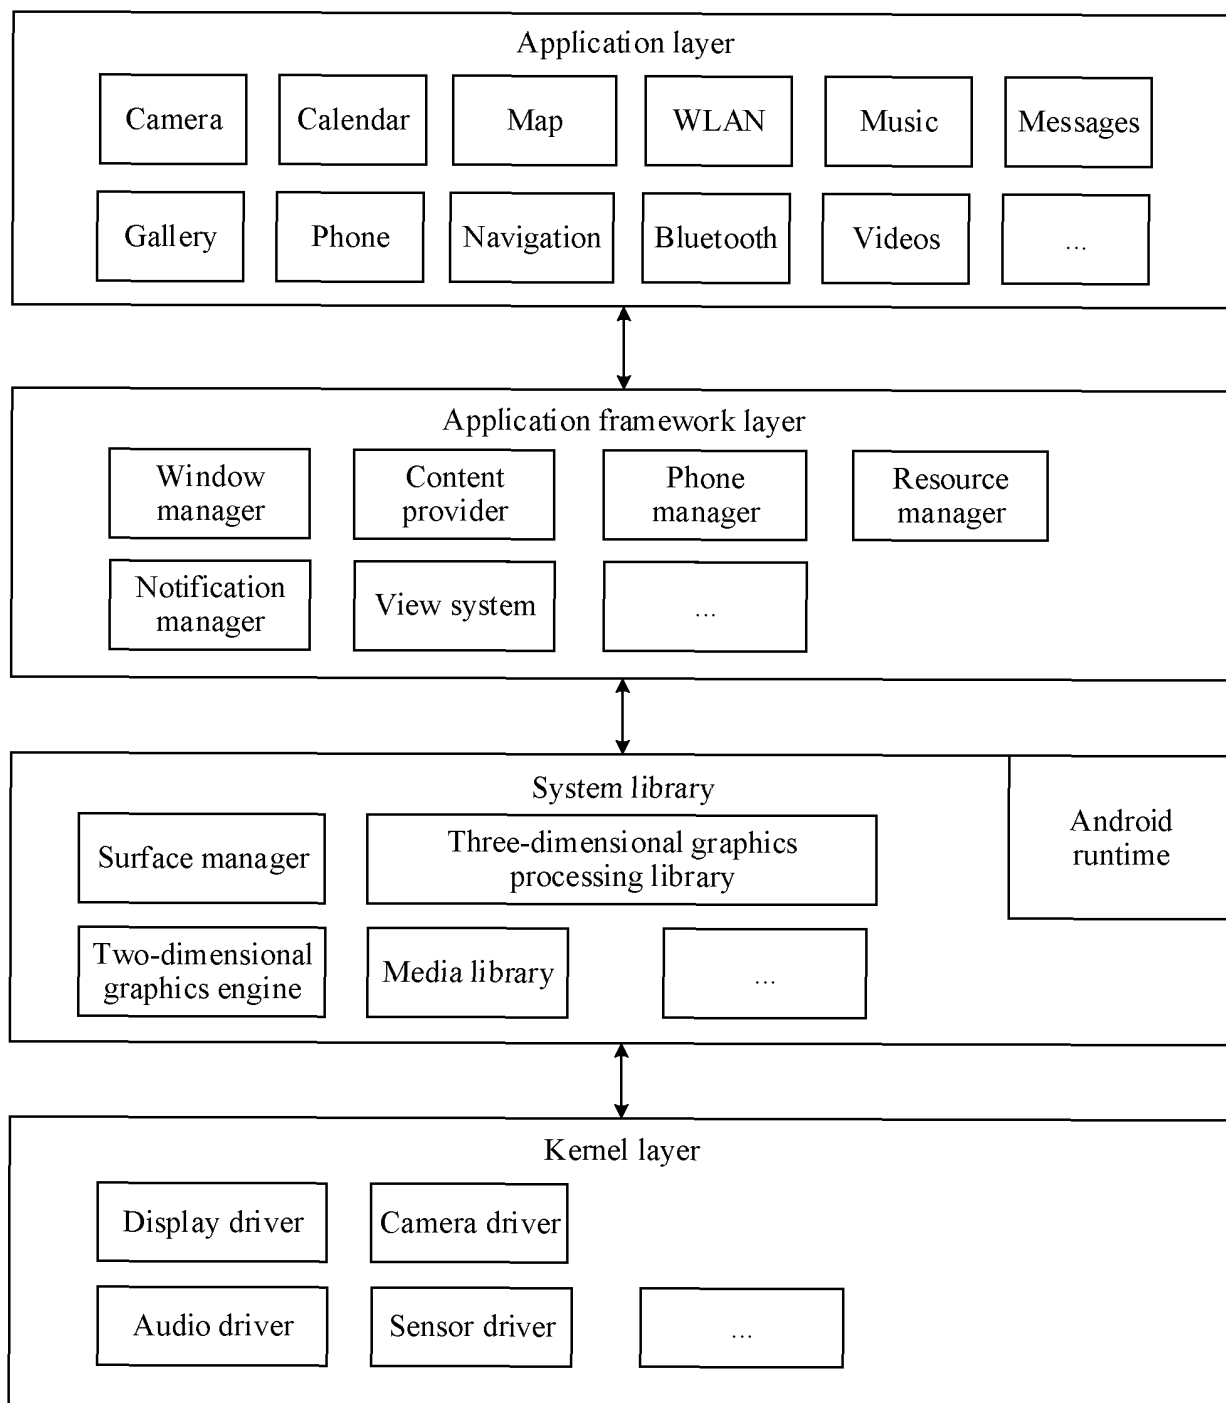 Application layer
Camera
Calendar
Map
WLAN
Music
Messages
Gallery
Phone
Navigation
Bluetooth
Videos
...
Application framework layer
Window
manager
Content
provider
Phone
manager
Resource
manager
Notification
manager
View system
...
System library
Android
runtime
Surface manager
Three-dimensional graphics
processing library
Two-dimensional
graphics engine
Media library
...
Kernel layer
Display driver
Camera driver
Audio driver
Sensor driver
...